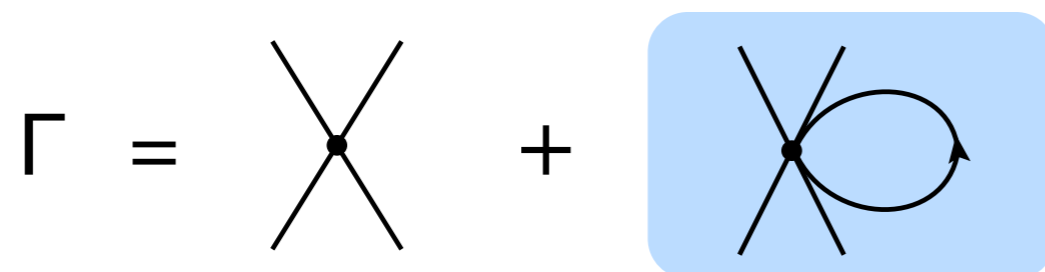 Γ = +